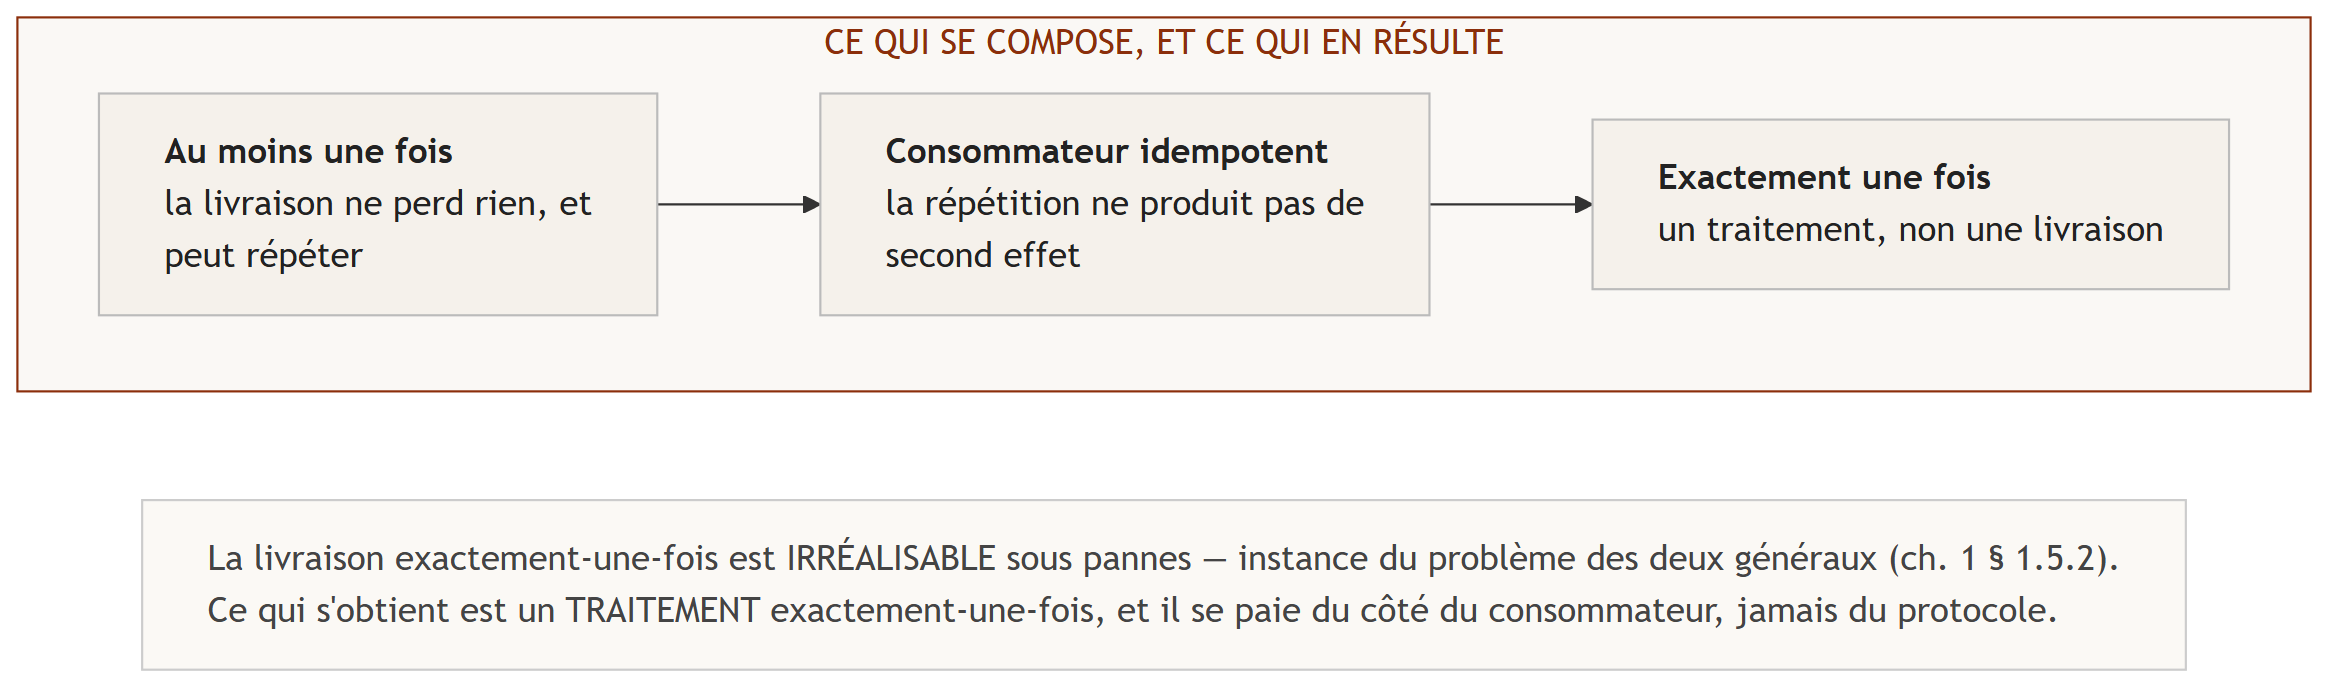 CE QUI SE COMPOSE, ET CE QUI EN RÉSULTE
Au moins une fois
la livraison ne perd rien, et
peut répéter
Consommateur idempotent
la répétition ne produit pas de
second effet
Exactement une fois
un traitement, non une livraison
La livraison exactement-une-fois est IRRÉALISABLE sous pannes — instance du problème des deux généraux (ch. 1 § 1.5.2).
Ce qui s'obtient est un TRAITEMENT exactement-une-fois, et il se paie du côté du consommateur, jamais du protocole.